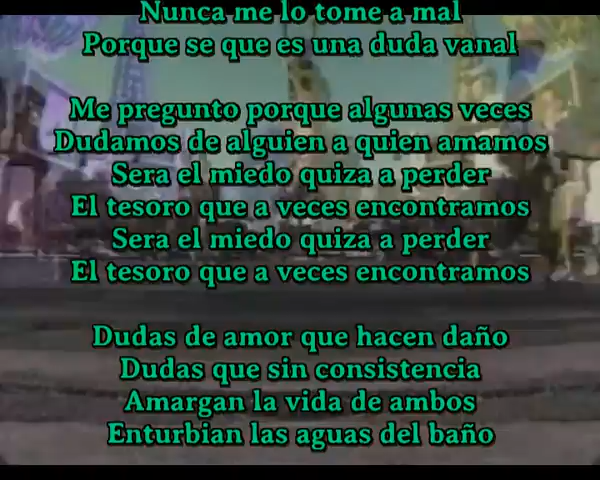 Nunca me lo tome a mal
Porque se que es una duda vanal
Me pregunto porque algunas veces
Dudamos de alguien a quien amamos
Sera el miedo quiza a perder
El tesoro que a veces encontramos
Sera el miedo quiza a perder
El tesoro que a veces encontramos
Dudas de amor que hacen daño
Dudas que sin consistencia
Amargan la vida de ambos
Enturbian las aguas del baño